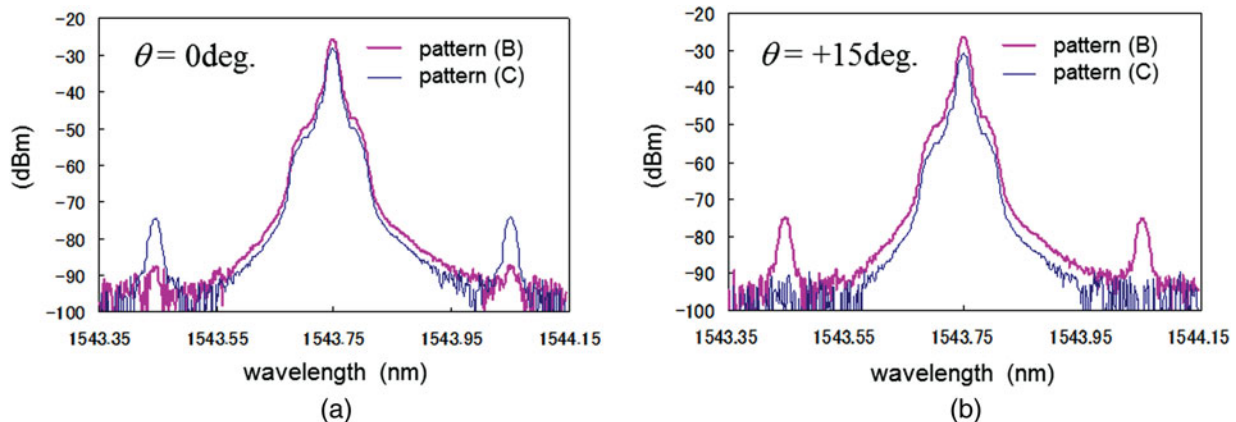 θ = 0deg.
pattern (B)
pattern (C)
-20
-30
-40
-50
-60
-70
-80
-90
-100
(dBm)
1543.35 1543.55 1543.75 1543.95 1544.15
wavelength (nm)
(a)
θ = +15deg.
pattern (B)
pattern (C)
-20
-30
-40
-50
-60
-70
-80
-90
-100
(dBm)
1543.35 1543.55 1543.75 1543.95 1544.15
wavelength (nm)
(b)